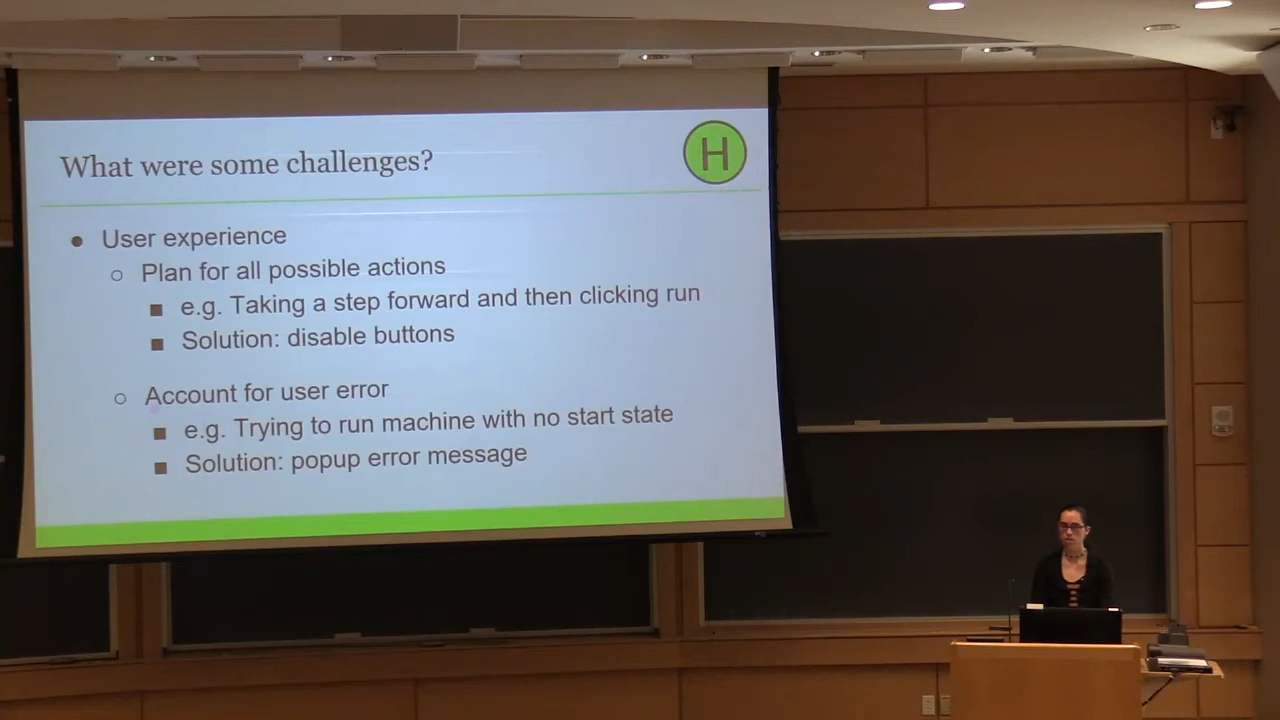 What were some challenges?
H
User experience
Plan for all possible actions
e.g. Taking a step forward and then clicking run
Solution: disable buttons
Account for user error
e.g. Trying to run machine with no start state
Solution: popup error message